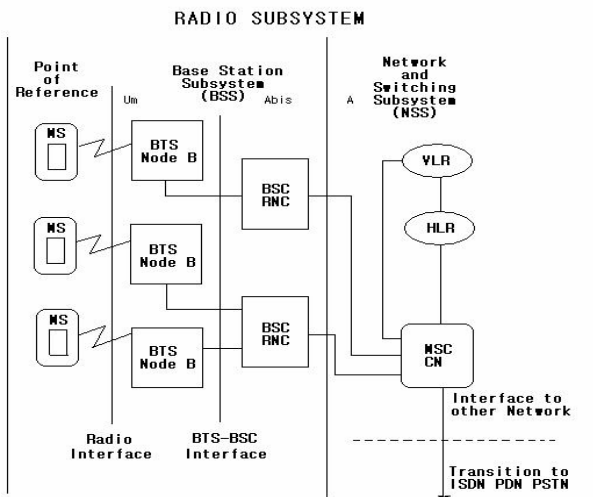 RADIO SUBSYSTEM
Point
of
Reference
Base Station
Subsystem
(BSS)
Network
and
Switching
Subsystem
(NSS)
Um
Abis
A
MS
BTS
Node B
BSC
RNC
VLR
MS
BTS
Node B
HLR
MS
BTS
Node B
BSC
RNC
MSC
CN
Interface to
other Network
Radio
Interface
BTS-BSC
Interface
Transition to
ISDN PDN PSTN